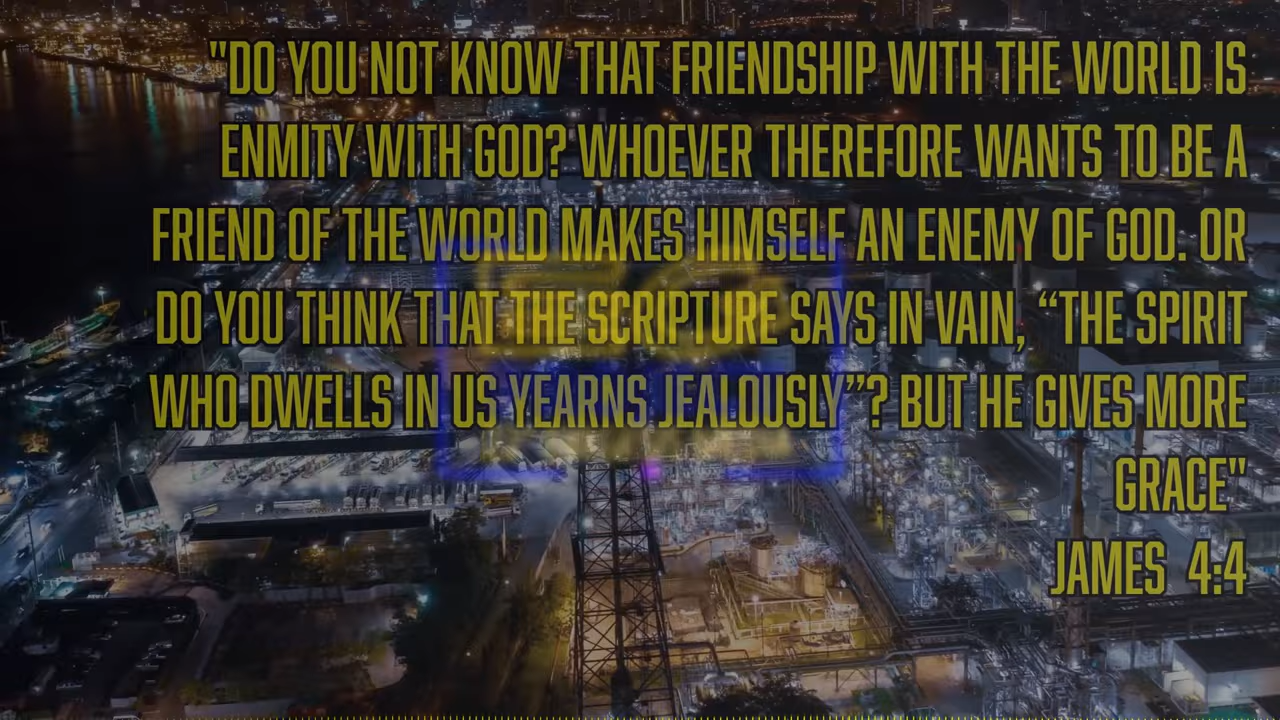 "DO YOU NOT KNOW THAT FRIENDSHIP WITH THE WORLD IS
ENMITY WITH GOD? WHOEVER THEREFORE WANTS TO BE A
FRIEND OF THE WORLD MAKES HIMSELF AN ENEMY OF GOD. OR
DO YOU THINK THAT THE SCRIPTURE SAYS IN VAIN, “THE SPIRIT
WHO DWELLS IN US YEARNS JEALOUSLY”? BUT HE GIVES MORE
GRACE"
JAMES 4:4